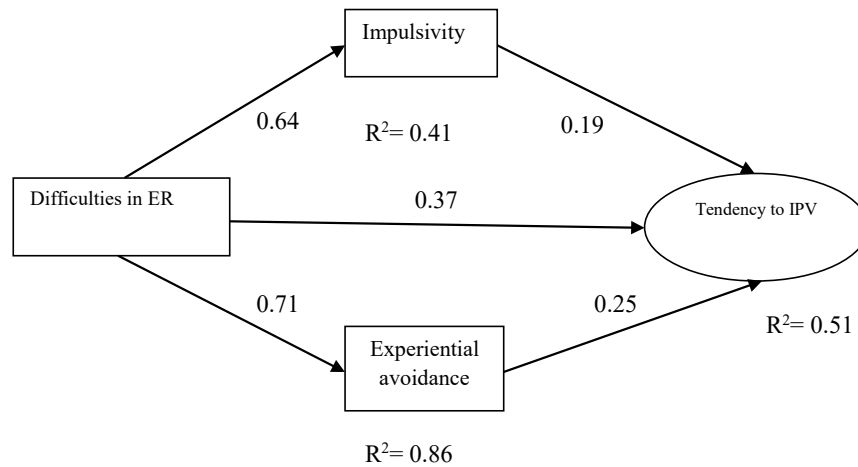 Impulsivity
0.64
R²= 0.41
0.19
Difficulties in ER
0.37
Tendency to IPV
0.71
0.25
R²= 0.51
Experiential
avoidance
R²= 0.86